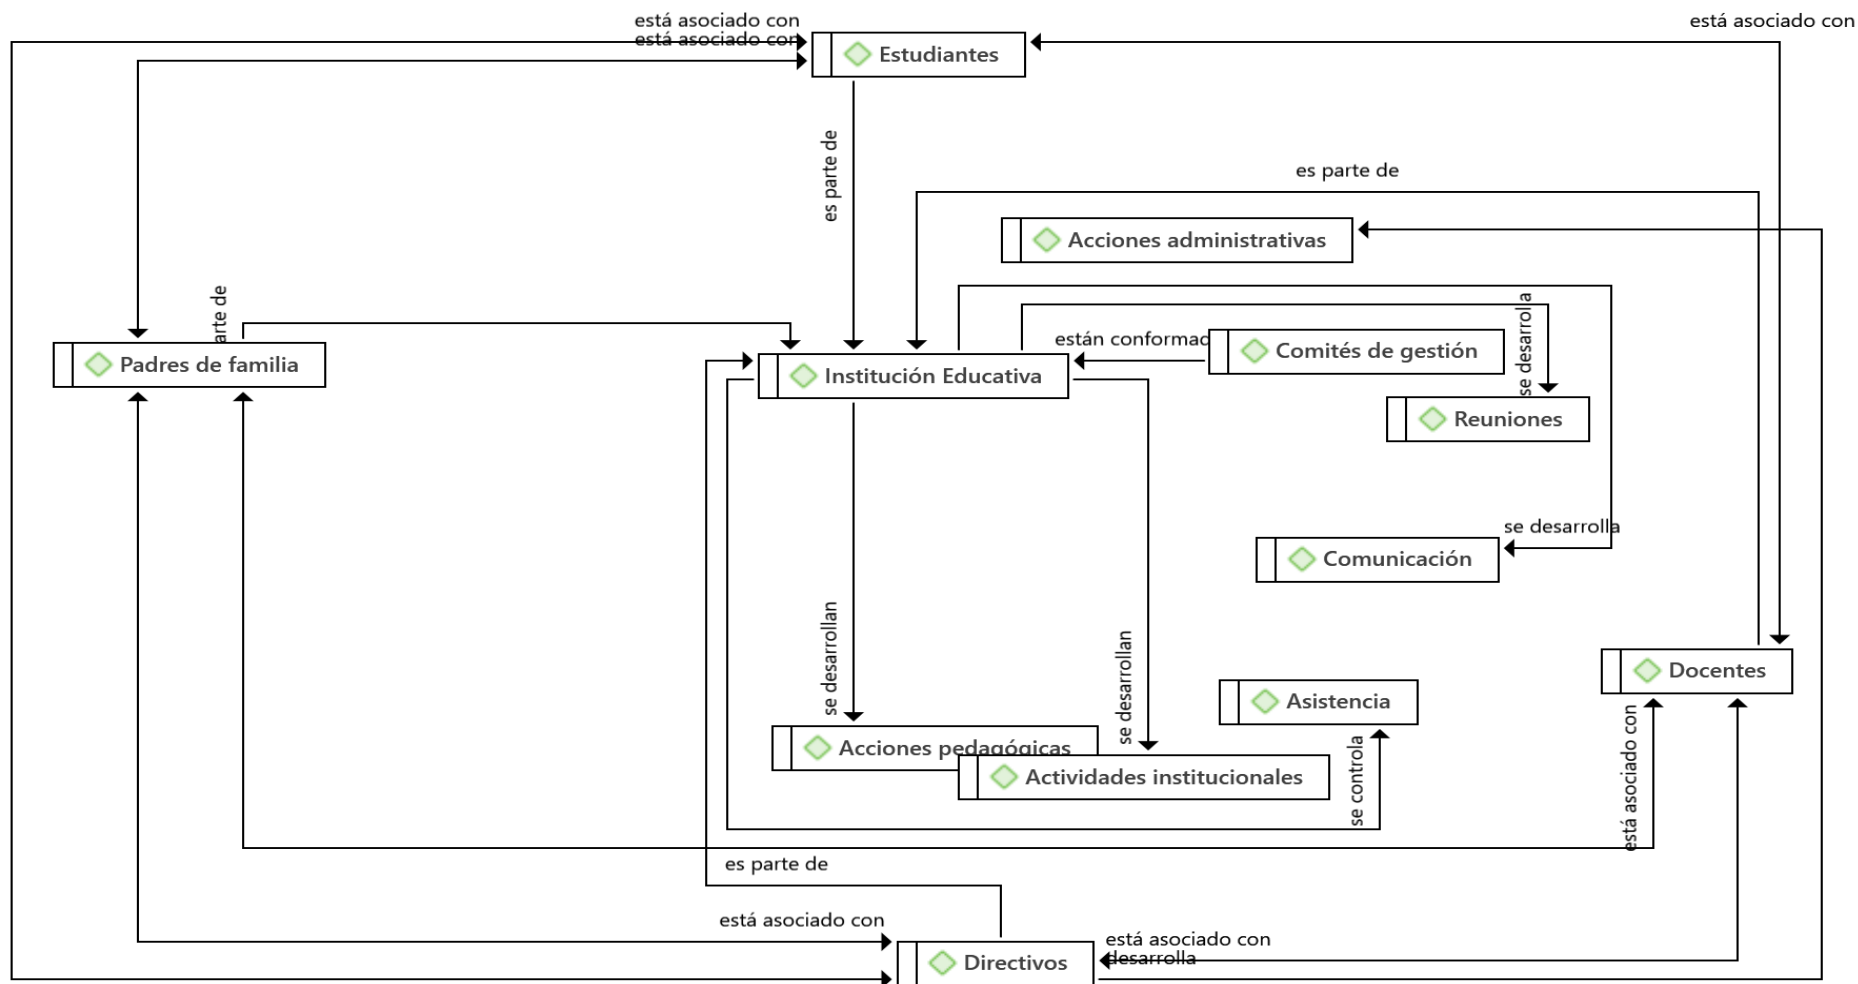 está asociado con
está asociado con
está asociado con
Estudiantes
es parte de
es parte de
Acciones administrativas
arte de
se desarrolla
están conformad
Comités de gestión
Padres de familia
Institución Educativa
Reuniones
se desarrolla
Comunicación
se desarrollan
se desarrollan
Docentes
Asistencia
está asociado con
Acciones pedagógicas
se controla
Actividades institucionales
es parte de
está asociado con
está asociado con
desarrolla
Directivos